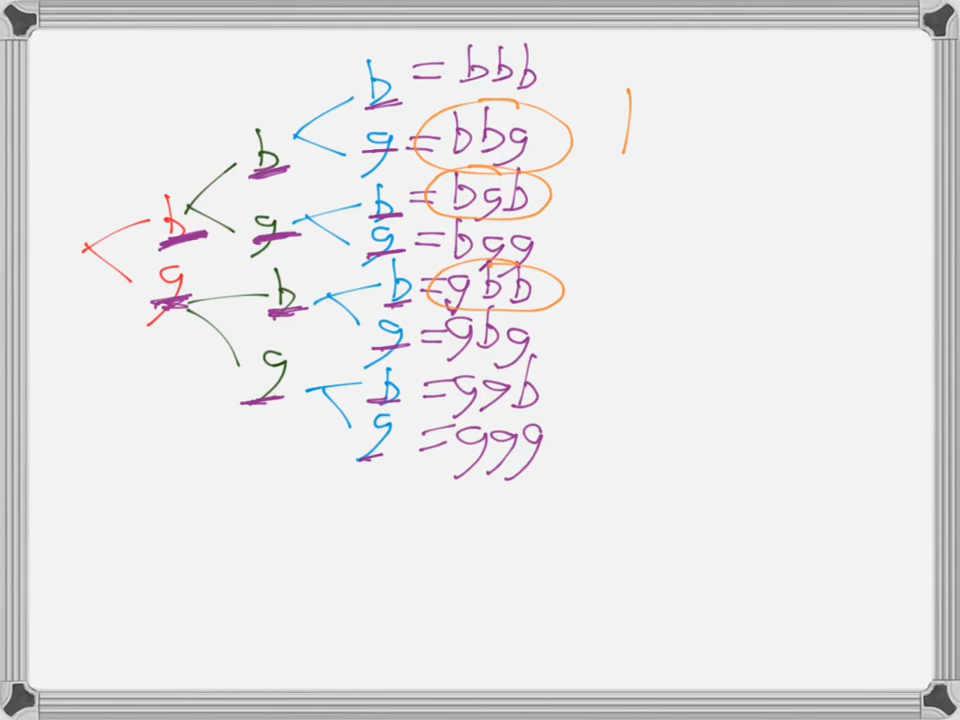 b = bbb
b g = bbg
b g b = bgb
g g = bgg
b b = gbb
g = gbg
g b = ggb
g = ggg